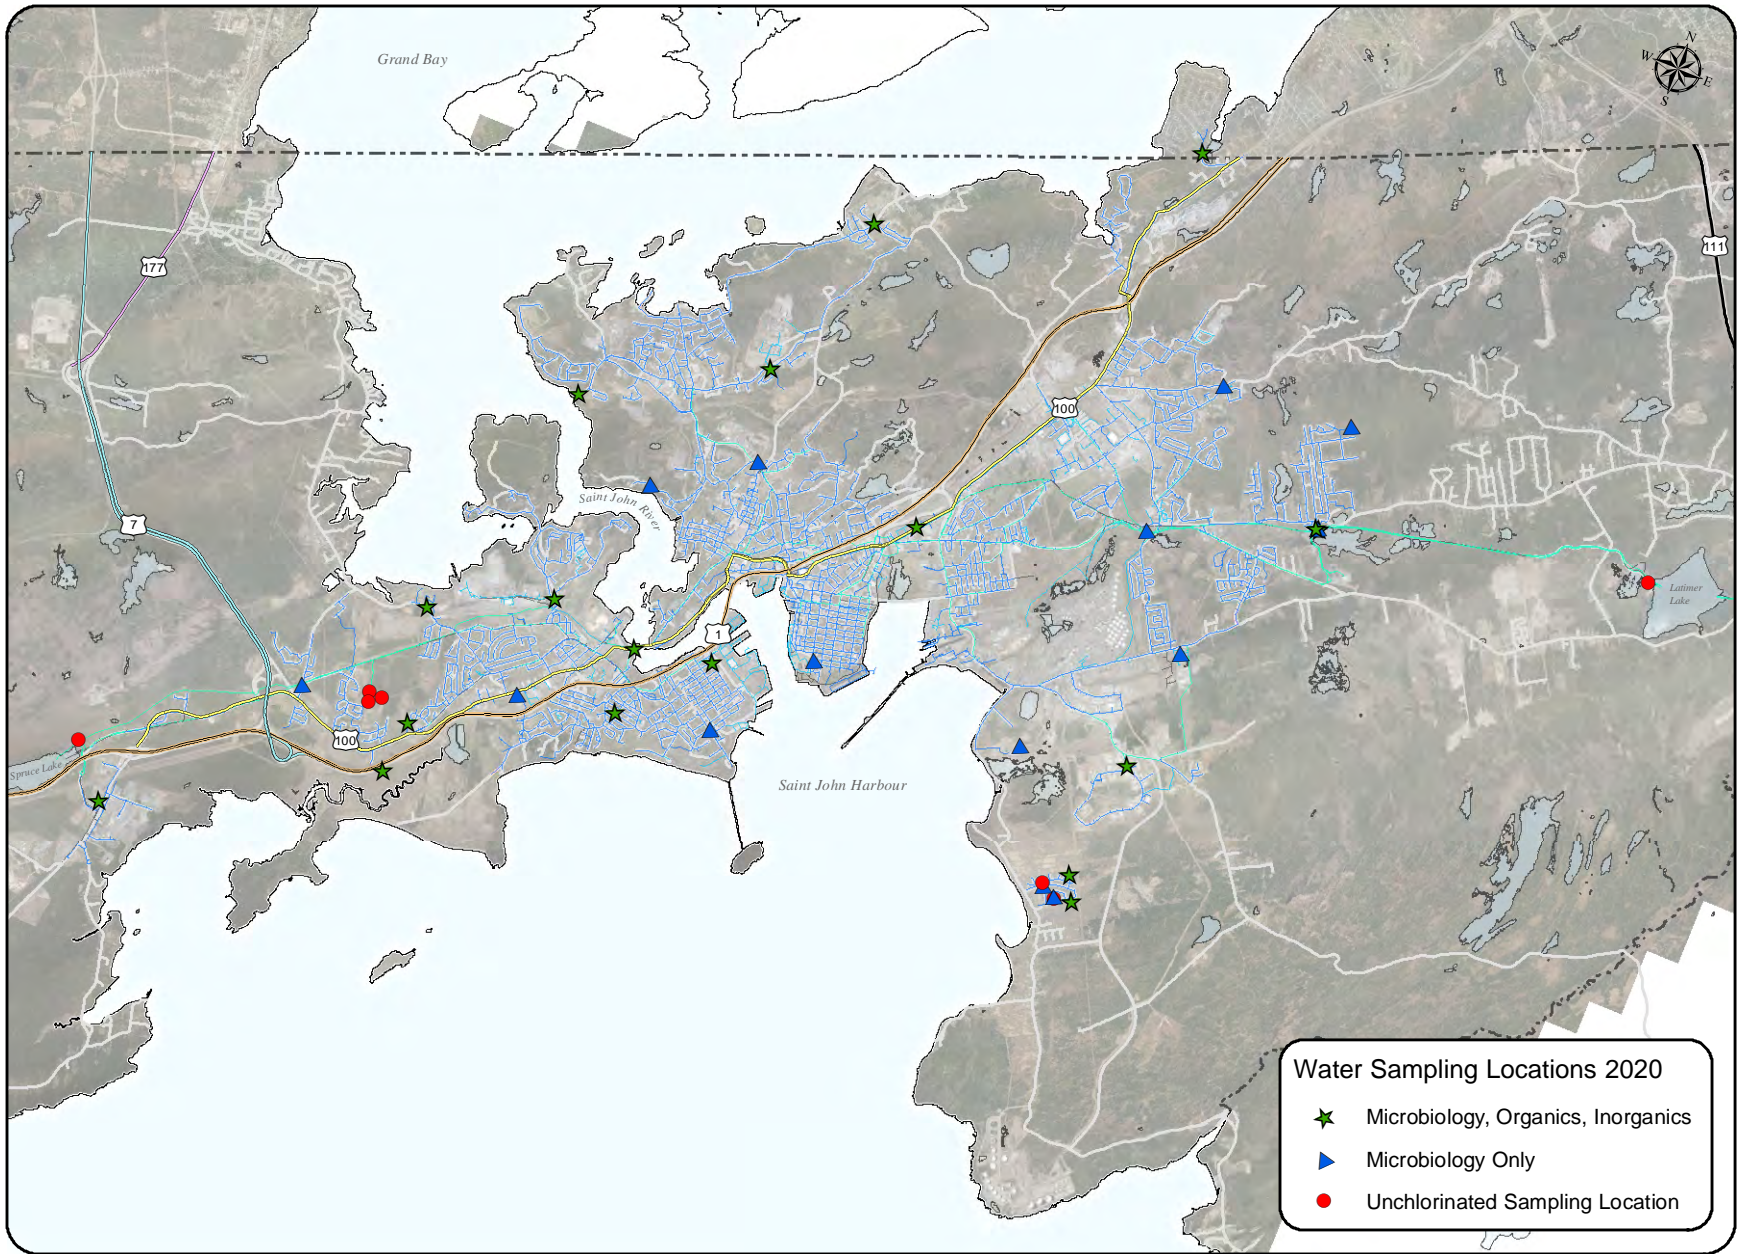 Grand Bay
N
W
E
S
177
111
100
7
Saint John
River
Latimer
Lake
1
100
Spruce Lake
Saint John Harbour
Water Sampling Locations 2020
Microbiology, Organics, Inorganics
Microbiology Only
Unchlorinated Sampling Location